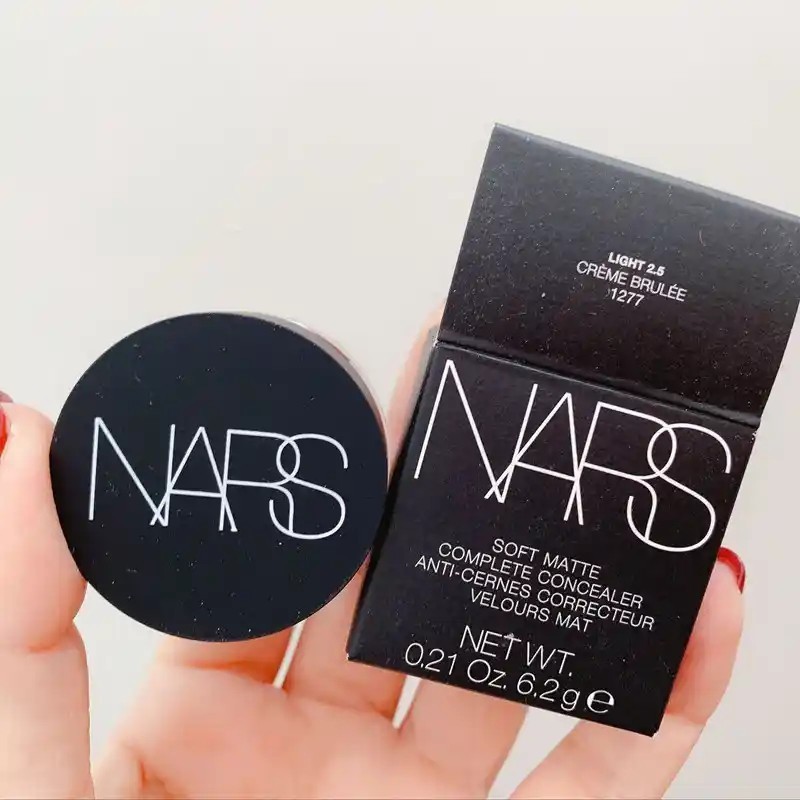 NARS
LIGHT 2.5
CRÈME BRULÉE
1277
NARS
SOFT MATTE
COMPLETE CONCEALER
ANTI-CERNES CORRECTEUR
VELOURS MAT
NET WT.
0.21 Oz. 6.2 g ℮